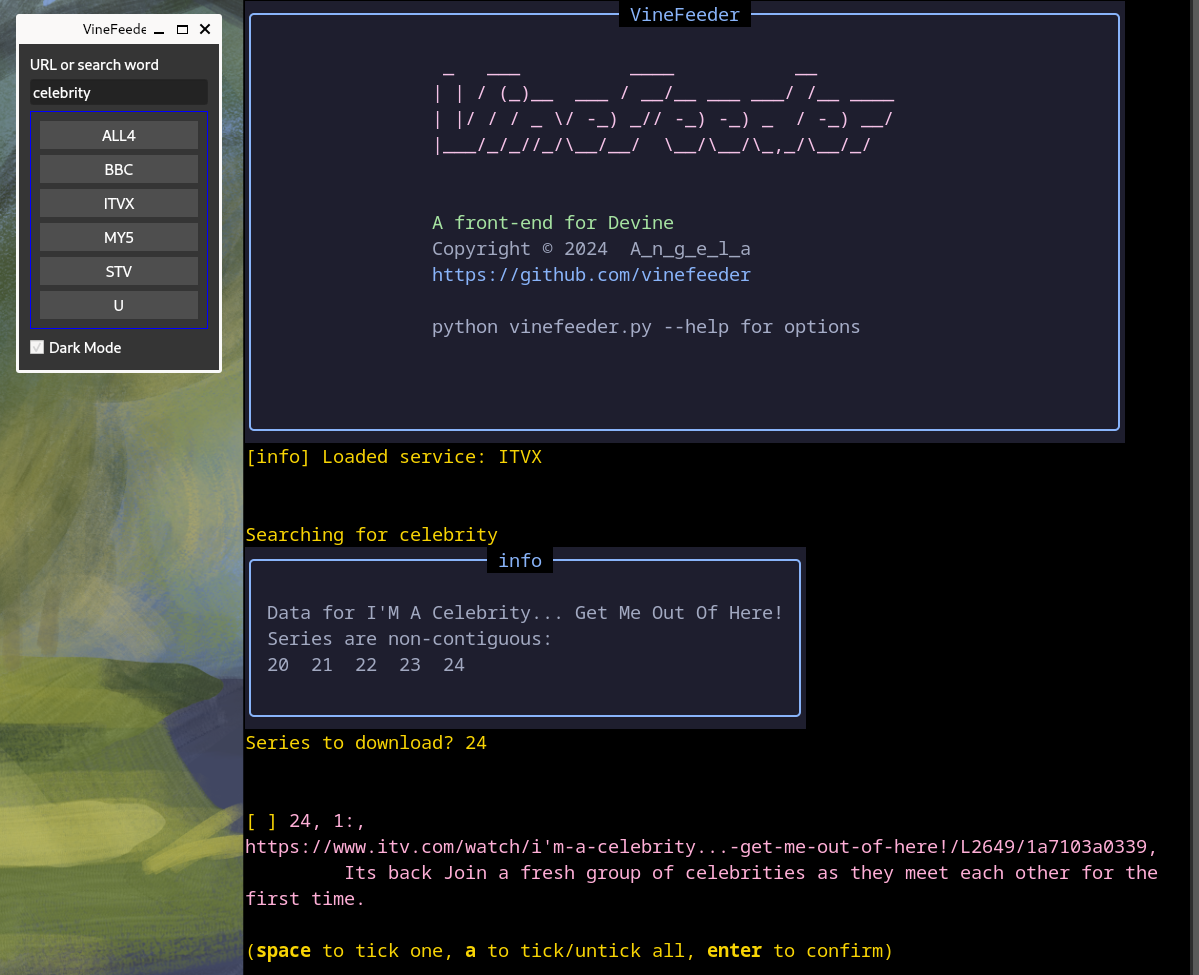 VineFeede
URL or search word
celebrity
ALL4
BBC
ITVX
MY5
STV
U
Dark Mode
VineFeeder
A front-end for Devine
Copyright © 2024  A_n_g_e_l_a
https://github.com/vinefeeder
python vinefeeder.py --help for options
[info] Loaded service: ITVX
Searching for celebrity
info
Data for I'M A Celebrity... Get Me Out Of Here!
Series are non-contiguous:
20  21  22  23  24
Series to download? 24
[ ] 24, 1:,
https://www.itv.com/watch/i'm-a-celebrity...-get-me-out-of-here!/L2649/1a7103a0339,
Its back Join a fresh group of celebrities as they meet each other for the
first time.
(space to tick one, a to tick/untick all, enter to confirm)